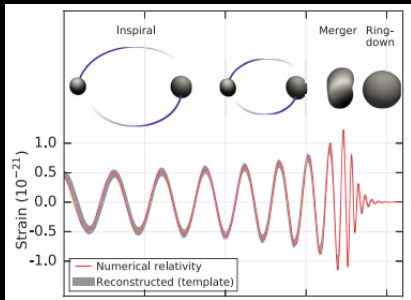 Inspiral
Merger
Ring-
down
Strain (10⁻²¹)
1.0
0.5
0.0
-0.5
-1.0
Numerical relativity
Reconstructed (template)